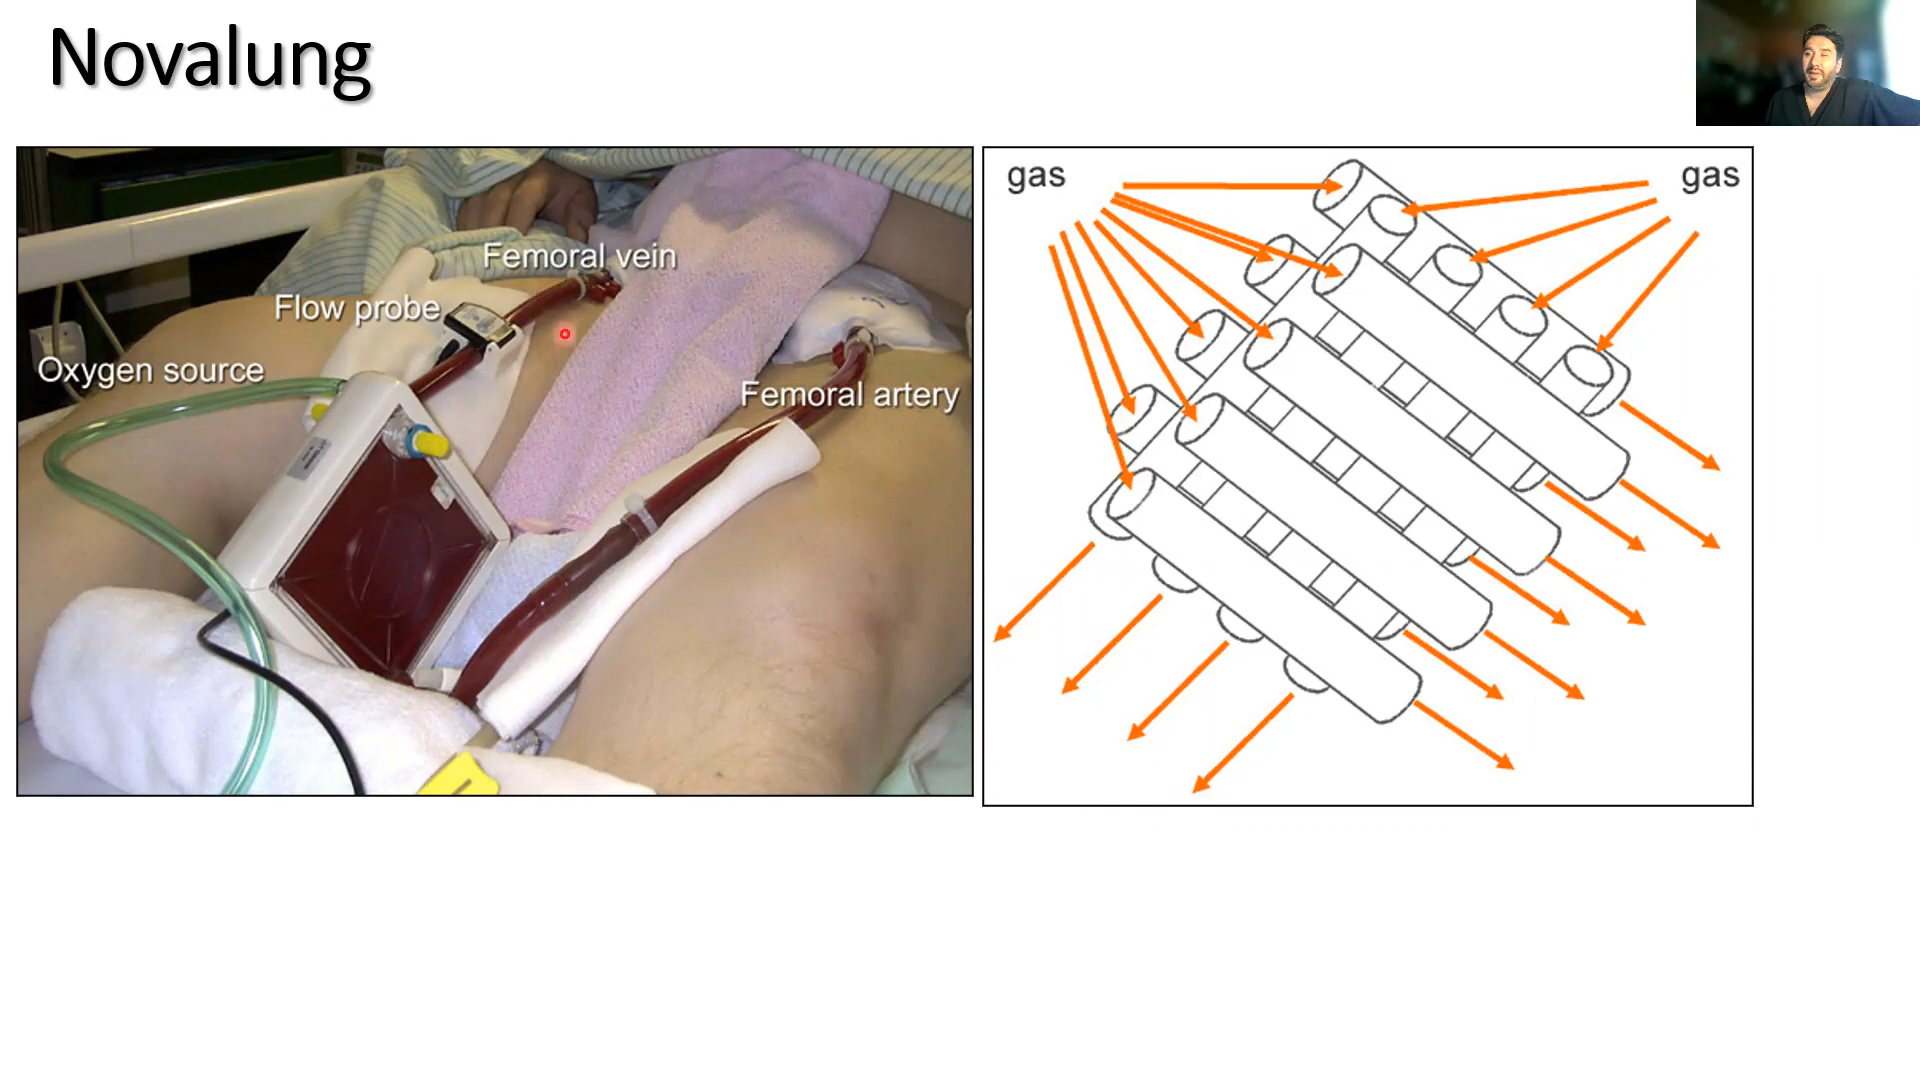 Novalung
Femoral vein
Flow probe
Oxygen source
Femoral artery
gas
gas